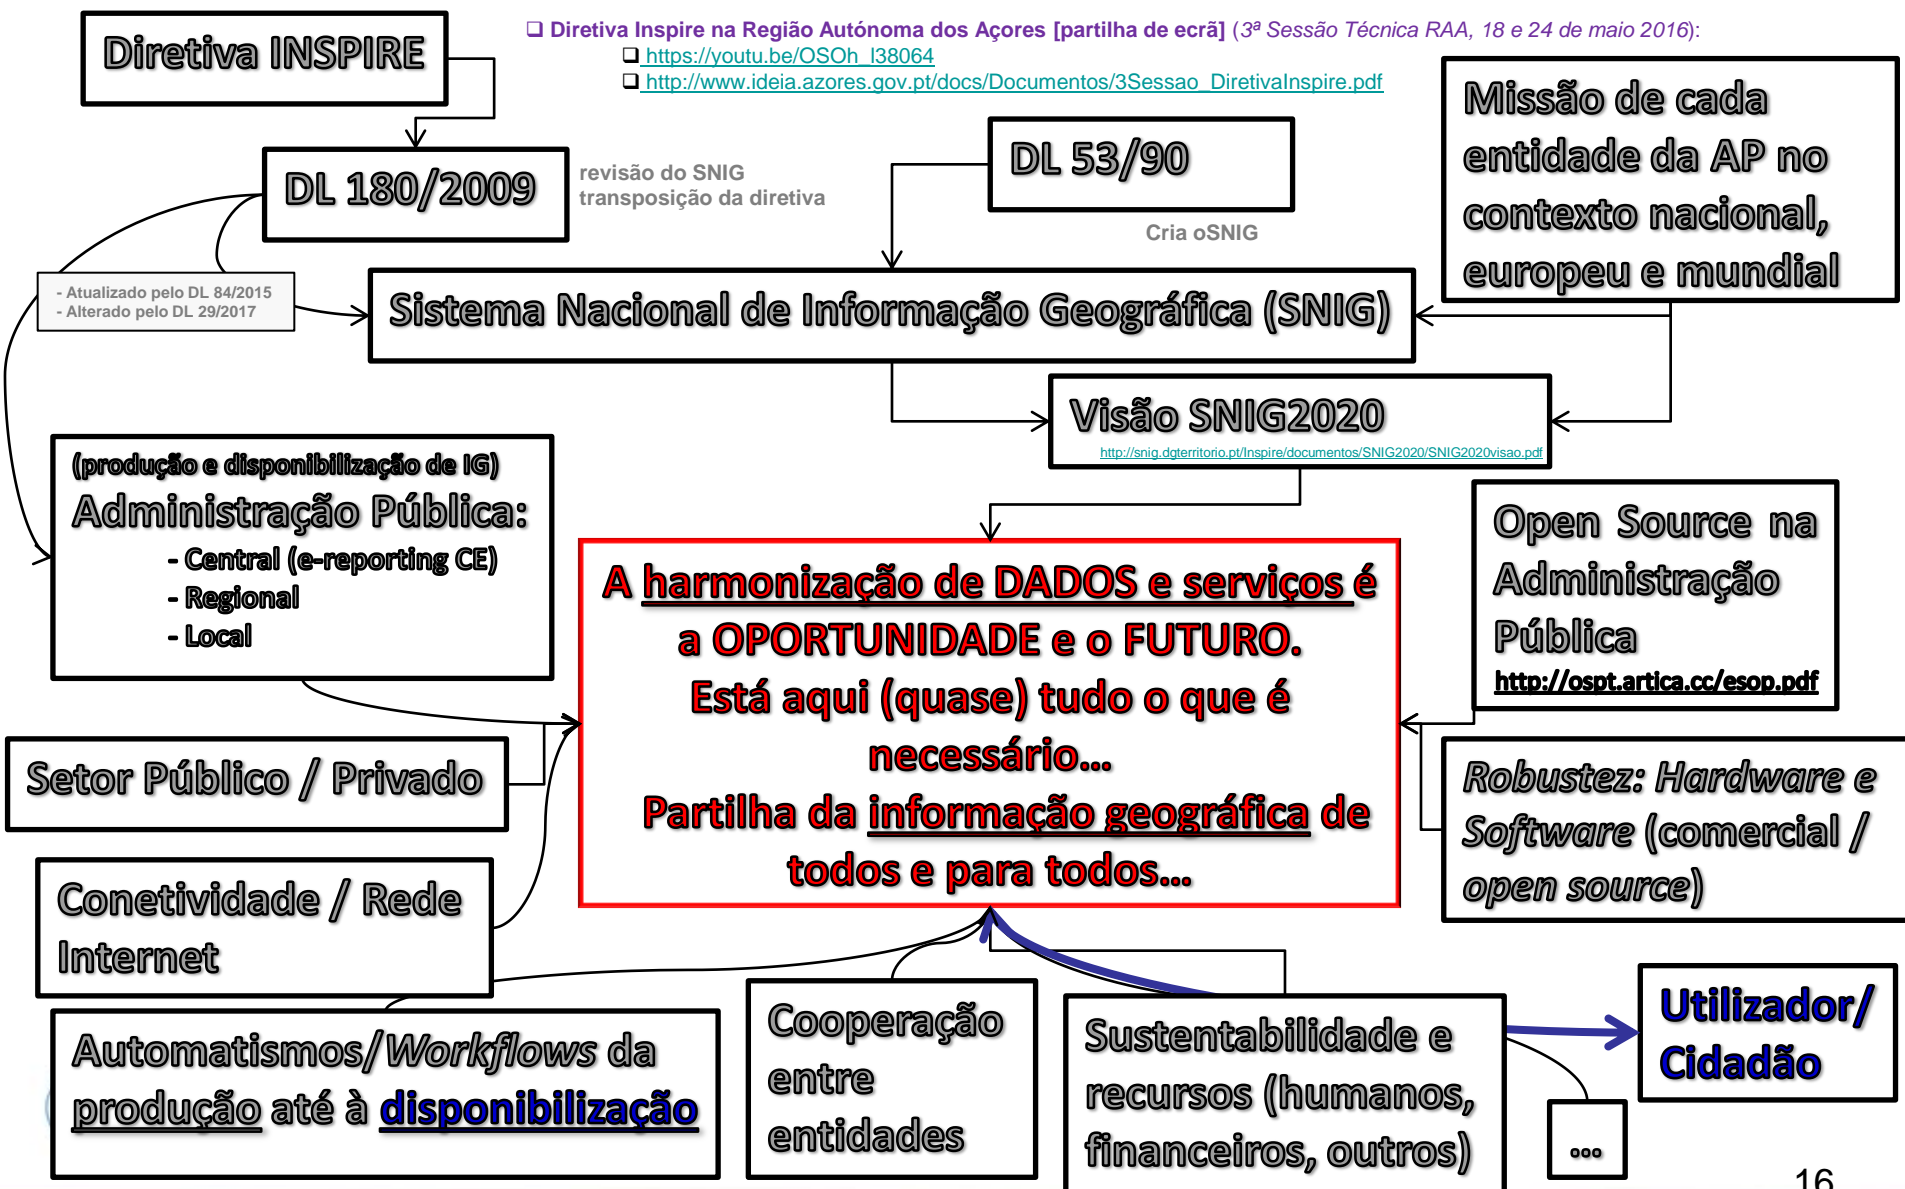 ❑ Diretiva Inspire na Região Autónoma dos Açores [partilha de ecrã] (3ª Sessão Técnica RAA, 18 e 24 de maio 2016):
❑ https://youtu.be/OSOh_I38064
❑ http://www.ideia.azores.gov.pt/docs/Documentos/3Sessao_DiretivaInspire.pdf
Diretiva INSPIRE
DL 180/2009
revisão do SNIG
transposição da diretiva
DL 53/90
Cria oSNIG
Missão de cada
entidade da AP no
contexto nacional,
europeu e mundial
- Atualizado pelo DL 84/2015
- Alterado pelo DL 29/2017
Sistema Nacional de Informação Geográfica (SNIG)
Visão SNIG2020
http://snig.dgterritorio.pt/Inspire/documentos/SNIG2020/SNIG2020visao.pdf
(produção e disponibilização de IG)
Administração Pública:
- Central (e-reporting CE)
- Regional
- Local
Open Source na
Administração
Pública
http://ospt.artica.cc/esop.pdf
A harmonização de DADOS e serviços é
a OPORTUNIDADE e o FUTURO.
Está aqui (quase) tudo o que é
necessário...
Partilha da informação geográfica de
todos e para todos...
Setor Público / Privado
Robustez: Hardware e
Software (comercial /
open source)
Conetividade / Rede
Internet
Automatismos/Workflows da
produção até à disponibilização
Cooperação
entre
entidades
Sustentabilidade e
recursos (humanos,
financeiros, outros)
...
Utilizador/
Cidadão
16